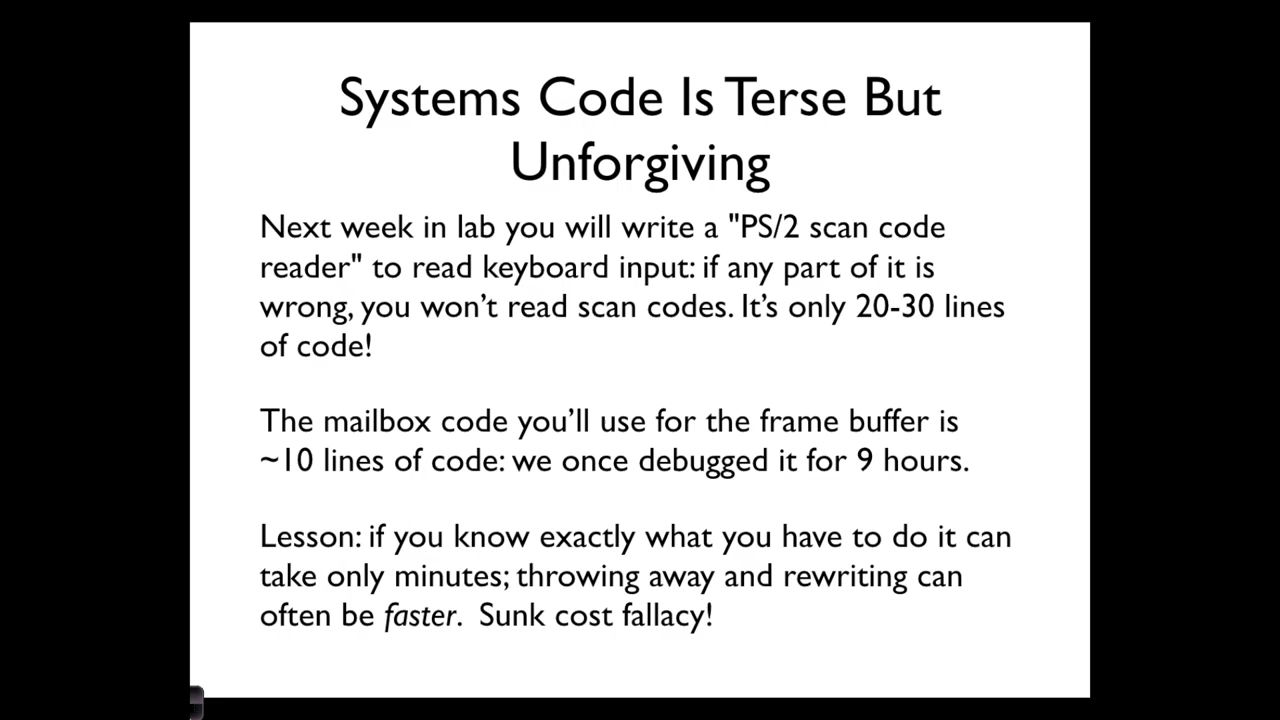 Systems Code Is Terse But
Unforgiving
Next week in lab you will write a "PS/2 scan code
reader" to read keyboard input: if any part of it is
wrong, you won’t read scan codes. It’s only 20-30 lines
of code!
The mailbox code you’ll use for the frame buffer is
~10 lines of code: we once debugged it for 9 hours.
Lesson: if you know exactly what you have to do it can
take only minutes; throwing away and rewriting can
often be faster. Sunk cost fallacy!